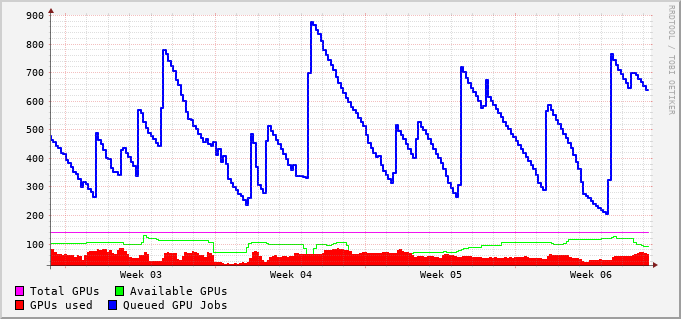 900
800
700
600
500
400
300
200
100
Week 03 Week 04 Week 05 Week 06
Total GPUs Available GPUs
GPUs used Queued GPU Jobs
RRDTOOL / TOBI OETIKER